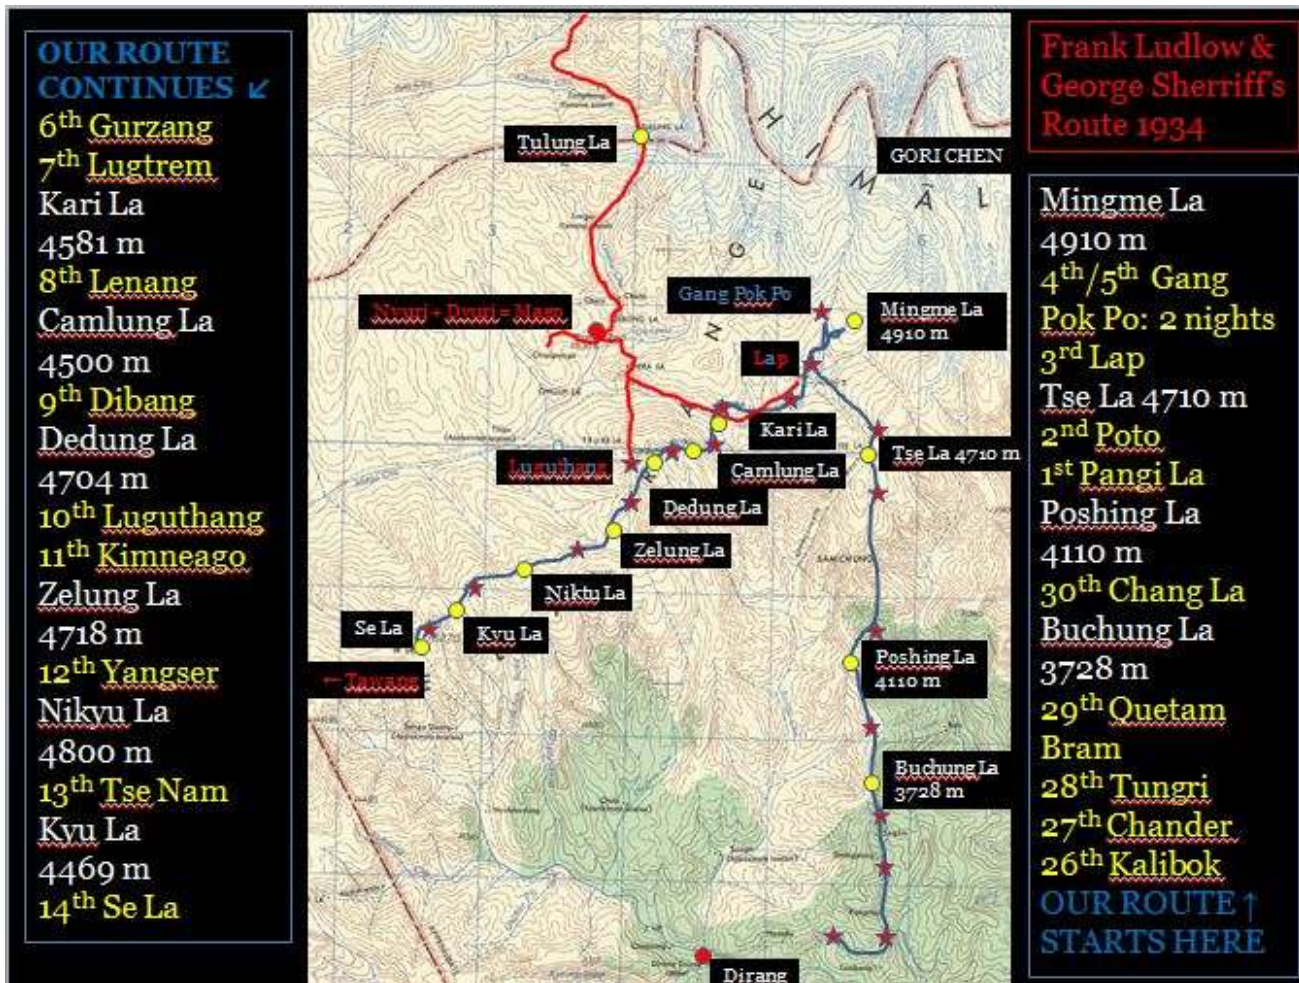 OUR ROUTE
CONTINUES ↙
6th Gurzang
7th Lugtrem
Kari La
4581 m
8th Lenang
Camlung La
4500 m
9th Dibang
Dedung La
4704 m
10th Luguthang
11th Kimneago
Zelung La
4718 m
12th Yangser
Nikyu La
4800 m
13th Tse Nam
Kyu La
4469 m
14th Se La
Tulung La
GORI CHEN
H
I
M
Ā
L
Gang Pok Po
Mingme La
4910 m
E
G
N
A
R
Lap
Kari La
Tse La 4710 m
Luguthang
Camlung La
Dedung La
Zelung La
Niktu La
Se La
Kyu La
← Tawang
Poshing La
4110 m
Buchung La
3728 m
Dirang
Frank Ludlow &
George Sherriff's
Route 1934
Mingme La
4910 m
4th/5th Gang
Pok Po: 2 nights
3rd Lap
Tse La 4710 m
2nd Poto
1st Pangi La
Poshing La
4110 m
30th Chang La
Buchung La
3728 m
29th Quetam
Bram
28th Tungri
27th Chander
26th Kalibok
OUR ROUTE ↑
STARTS HERE